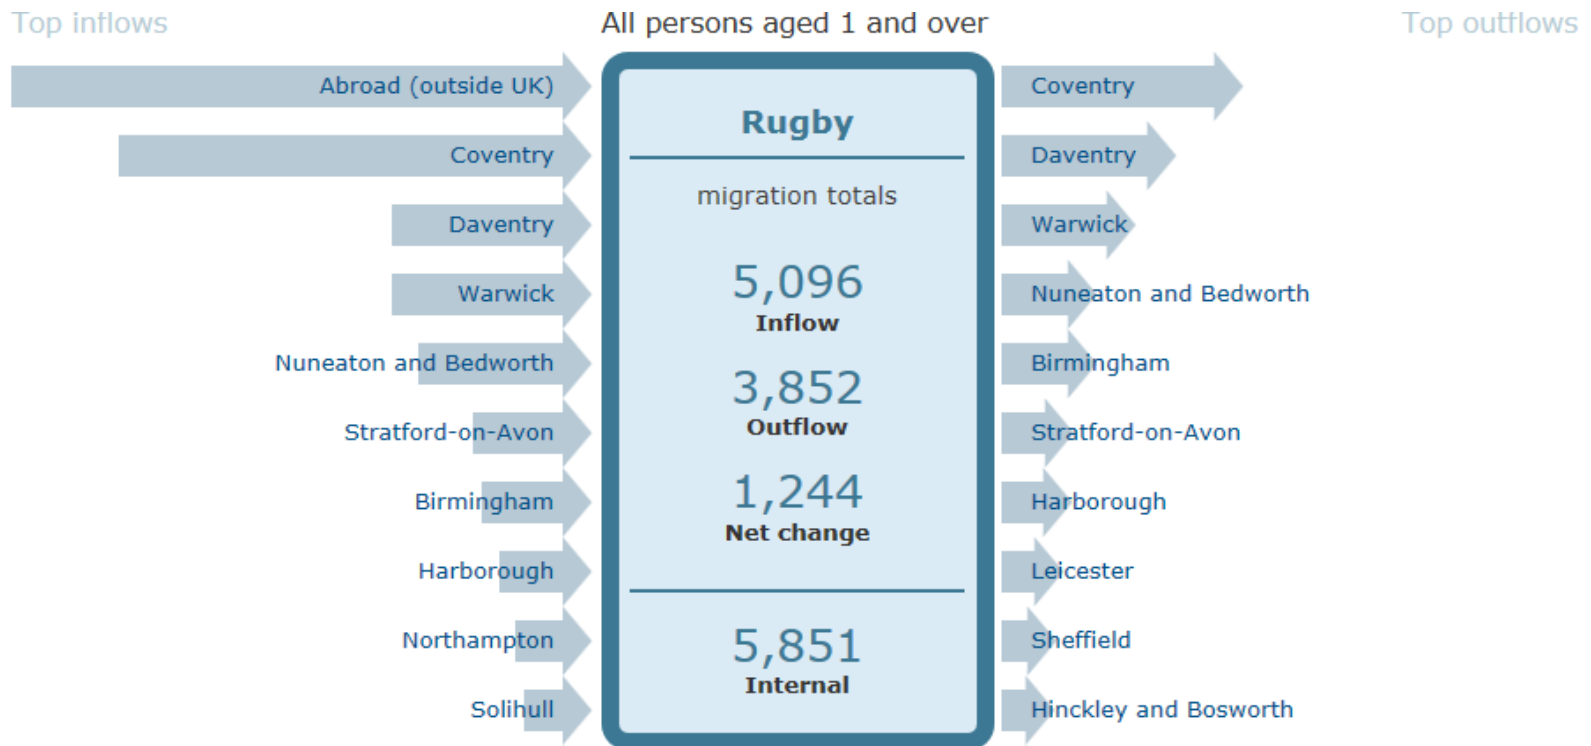 Top inflows
All persons aged 1 and over
Top outflows
Abroad (outside UK)
Coventry
Daventry
Warwick
Nuneaton and Bedworth
Stratford-on-Avon
Birmingham
Harborough
Northampton
Solihull
Rugby
migration totals
5,096
Inflow
3,852
Outflow
1,244
Net change
5,851
Internal
Coventry
Daventry
Warwick
Nuneaton and Bedworth
Birmingham
Stratford-on-Avon
Harborough
Leicester
Sheffield
Hinckley and Bosworth